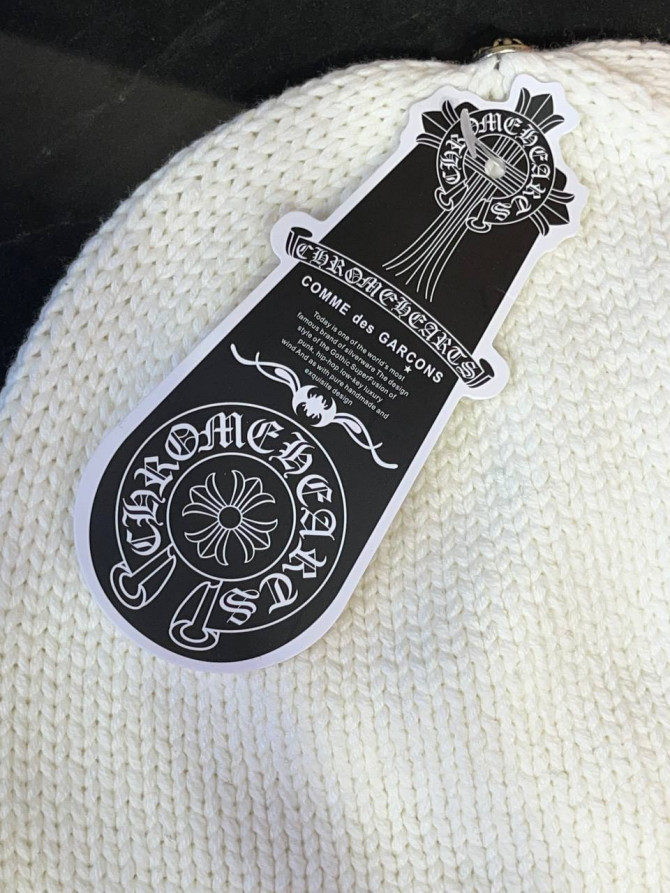 CHROMEHEARTS
CHROMEHEARTS
COMME des GARCONS
Today is one of the world's most
famous brand of silverware The design
style of the Gothic SuperFusion of
punk, hip-hop low-key luxury
wind And as with pure handmade and
exquisite design
CHROMEHEARTS